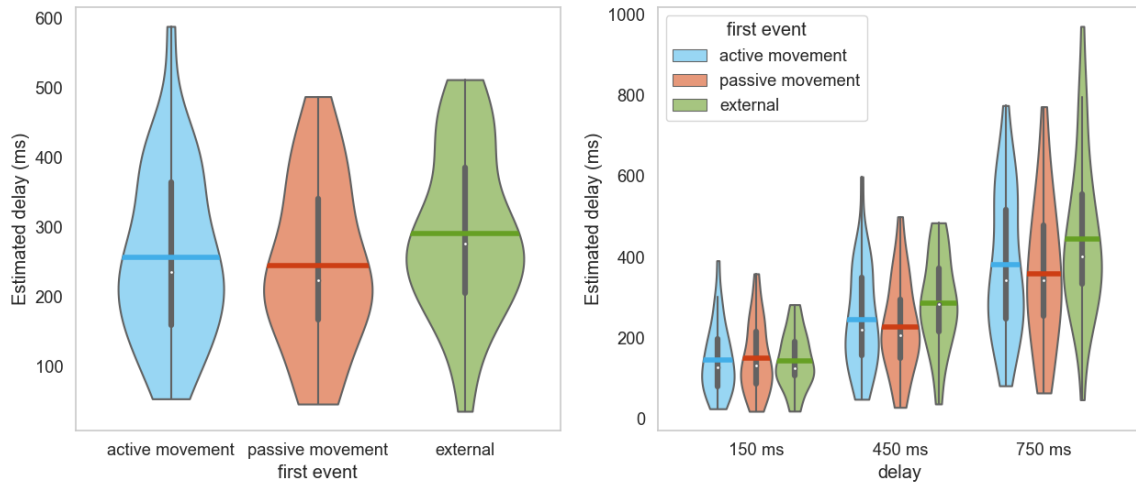 600
500
400
300
200
100
Estimated delay (ms)
active movement
passive movement
external
first event
1000
800
600
400
200
0
Estimated delay (ms)
first event
active movement
passive movement
external
150 ms
450 ms
750 ms
delay